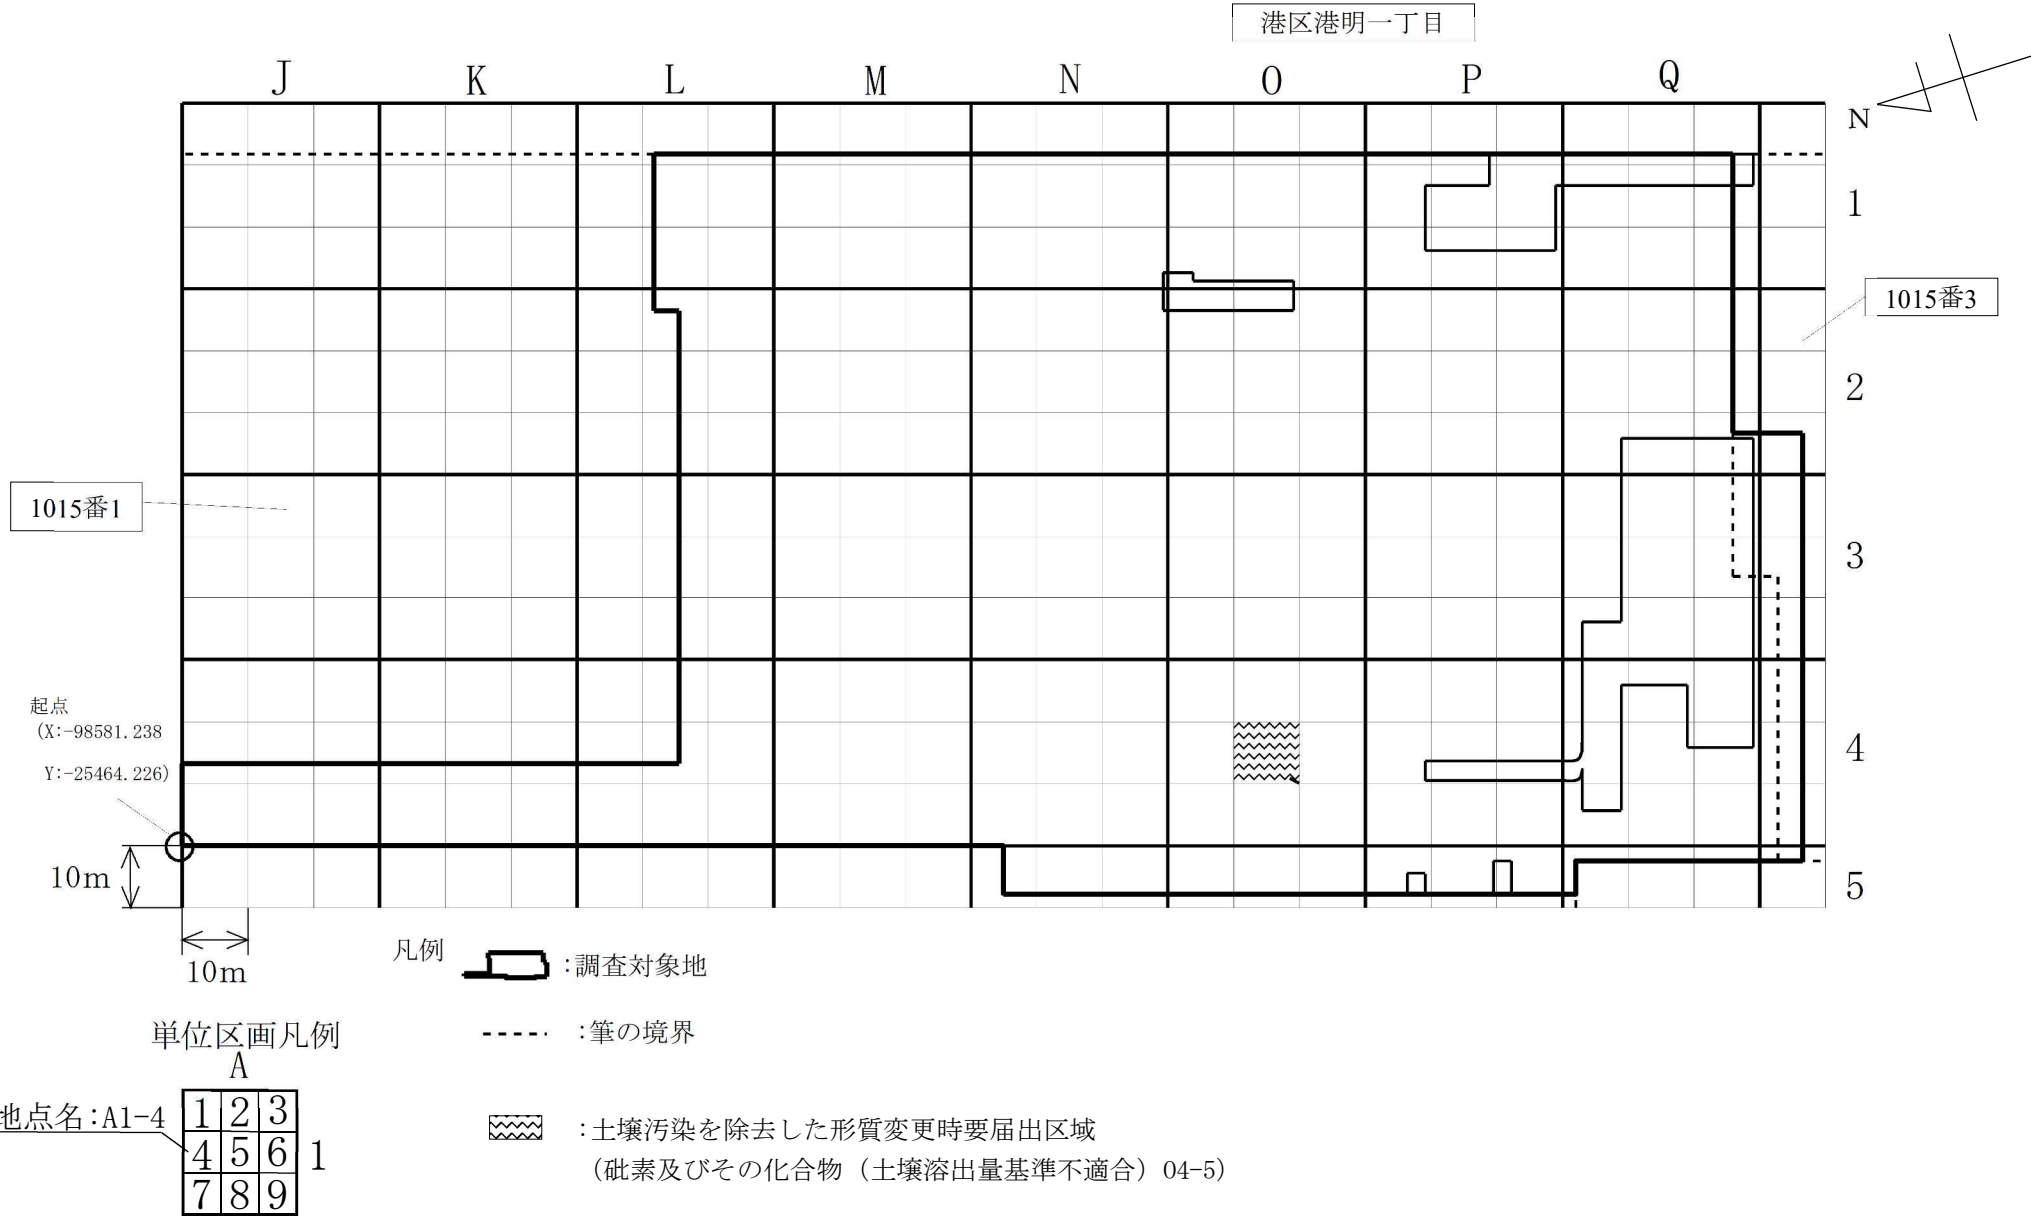 港区港明一丁目
J K L M N O P Q
N
1
1015番3
2
1015番1
3
起点
(X:-98581.238
Y:-25464.226)
4
10m
5
10m
凡例
:調査対象地
単位区画凡例
:筆の境界
A
地点名:A1-4
1 2 3
4 5 6
7 8 9
1
:土壌汚染を除去した形質変更時要届出区域
(砒素及びその化合物（土壌溶出量基準不適合）04-5)